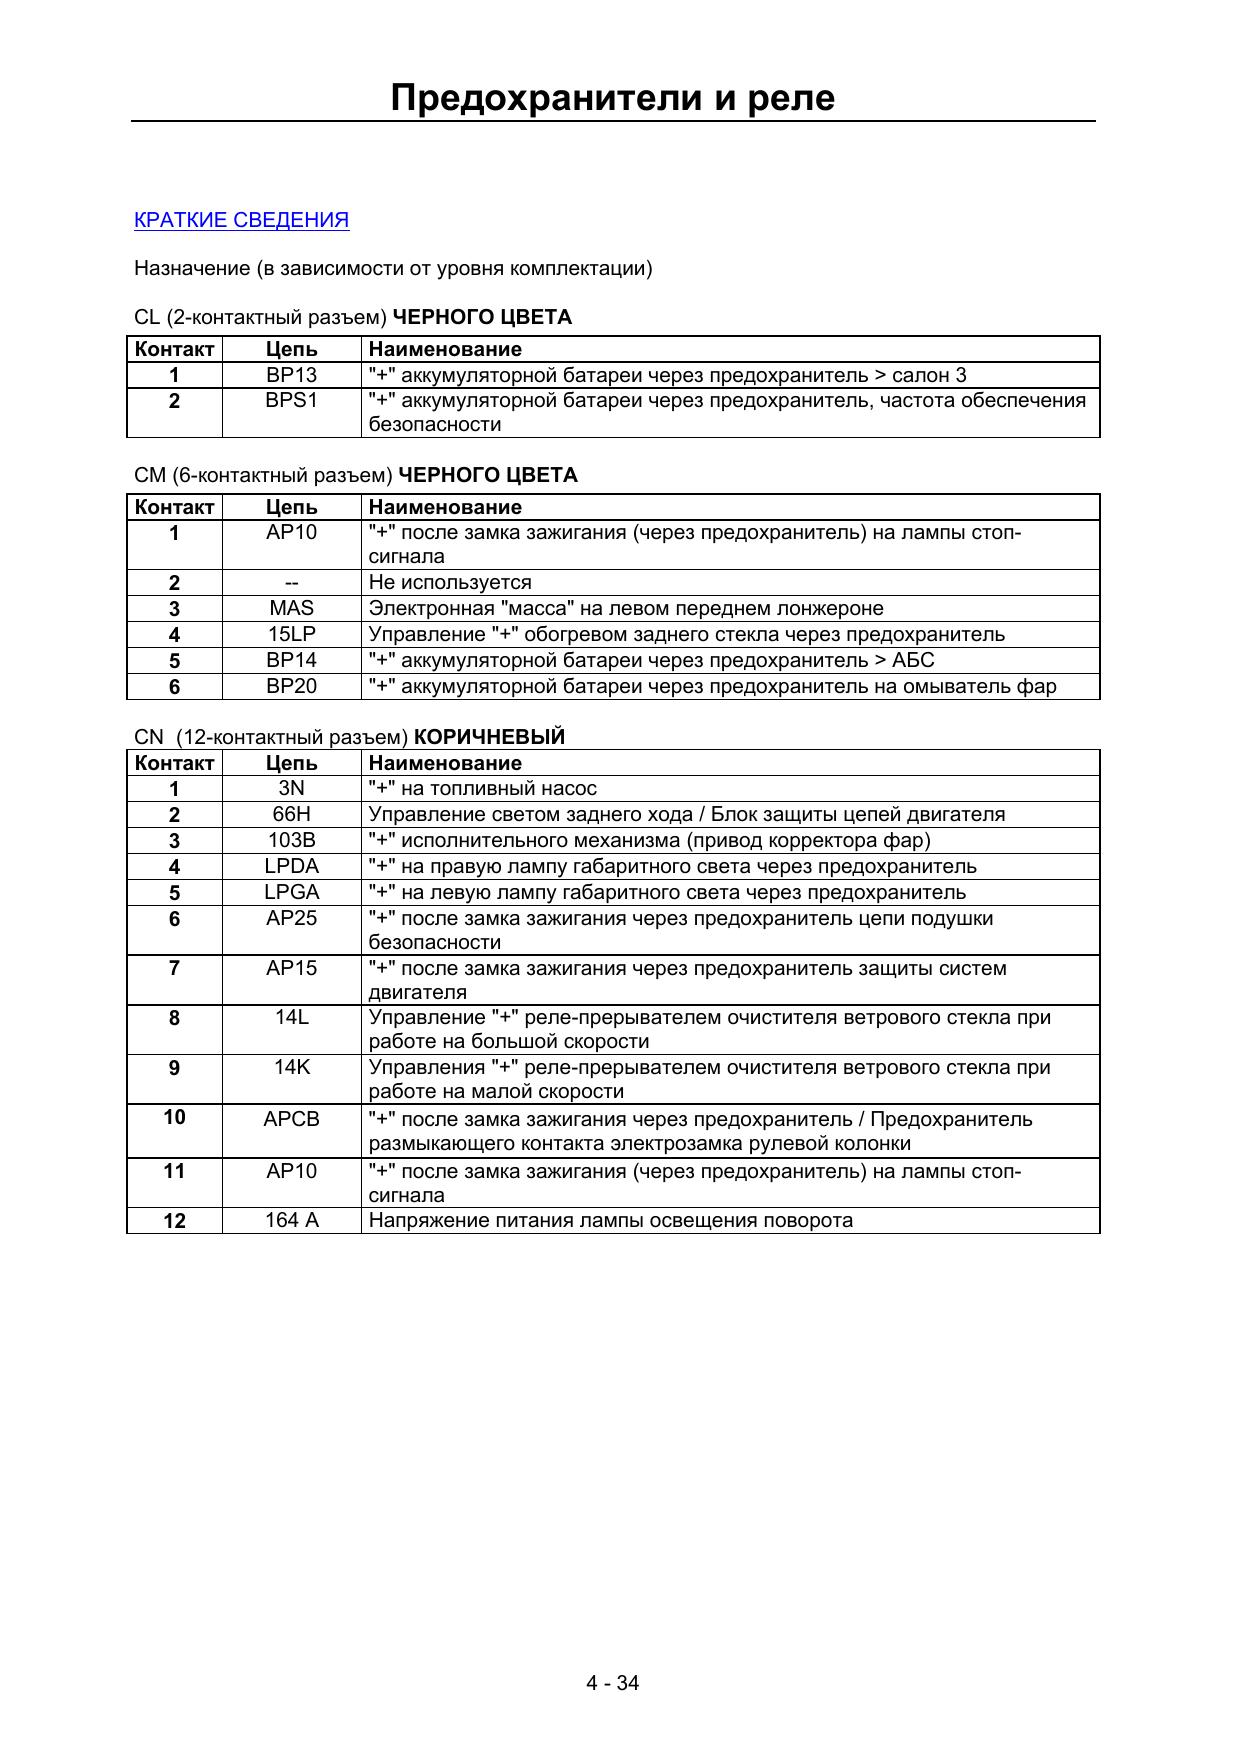 Предохранители и реле
КРАТКИЕ СВЕДЕНИЯ
Назначение (в зависимости от уровня комплектации)
CL (2-контактный разъем) ЧЕРНОГО ЦВЕТА
Контакт Цепь Наименование
1 BP13 "+" аккумуляторной батареи через предохранитель > салон 3
2 BPS1 "+" аккумуляторной батареи через предохранитель, частота обеспечения
безопасности
CM (6-контактный разъем) ЧЕРНОГО ЦВЕТА
Контакт Цепь Наименование
1 AP10 "+" после замка зажигания (через предохранитель) на лампы стоп-
сигнала
2 -- Не используется
3 MAS Электронная "масса" на левом переднем лонжероне
4 15LP Управление "+" обогревом заднего стекла через предохранитель
5 BP14 "+" аккумуляторной батареи через предохранитель > АБС
6 BP20 "+" аккумуляторной батареи через предохранитель на омыватель фар
CN (12-контактный разъем) КОРИЧНЕВЫЙ
Контакт Цепь Наименование
1 3N "+" на топливный насос
2 66H Управление светом заднего хода / Блок защиты цепей двигателя
3 103B "+" исполнительного механизма (привод корректора фар)
4 LPDA "+" на правую лампу габаритного света через предохранитель
5 LPGA "+" на левую лампу габаритного света через предохранитель
6 AP25 "+" после замка зажигания через предохранитель цепи подушки
безопасности
7 AP15 "+" после замка зажигания через предохранитель защиты систем
двигателя
8 14L Управление "+" реле-прерывателем очистителя ветрового стекла при
работе на большой скорости
9 14K Управления "+" реле-прерывателем очистителя ветрового стекла при
работе на малой скорости
10 APCB "+" после замка зажигания через предохранитель / Предохранитель
размыкающего контакта электрозамка рулевой колонки
11 AP10 "+" после замка зажигания (через предохранитель) на лампы стоп-
сигнала
12 164 A Напряжение питания лампы освещения поворота
4 - 34